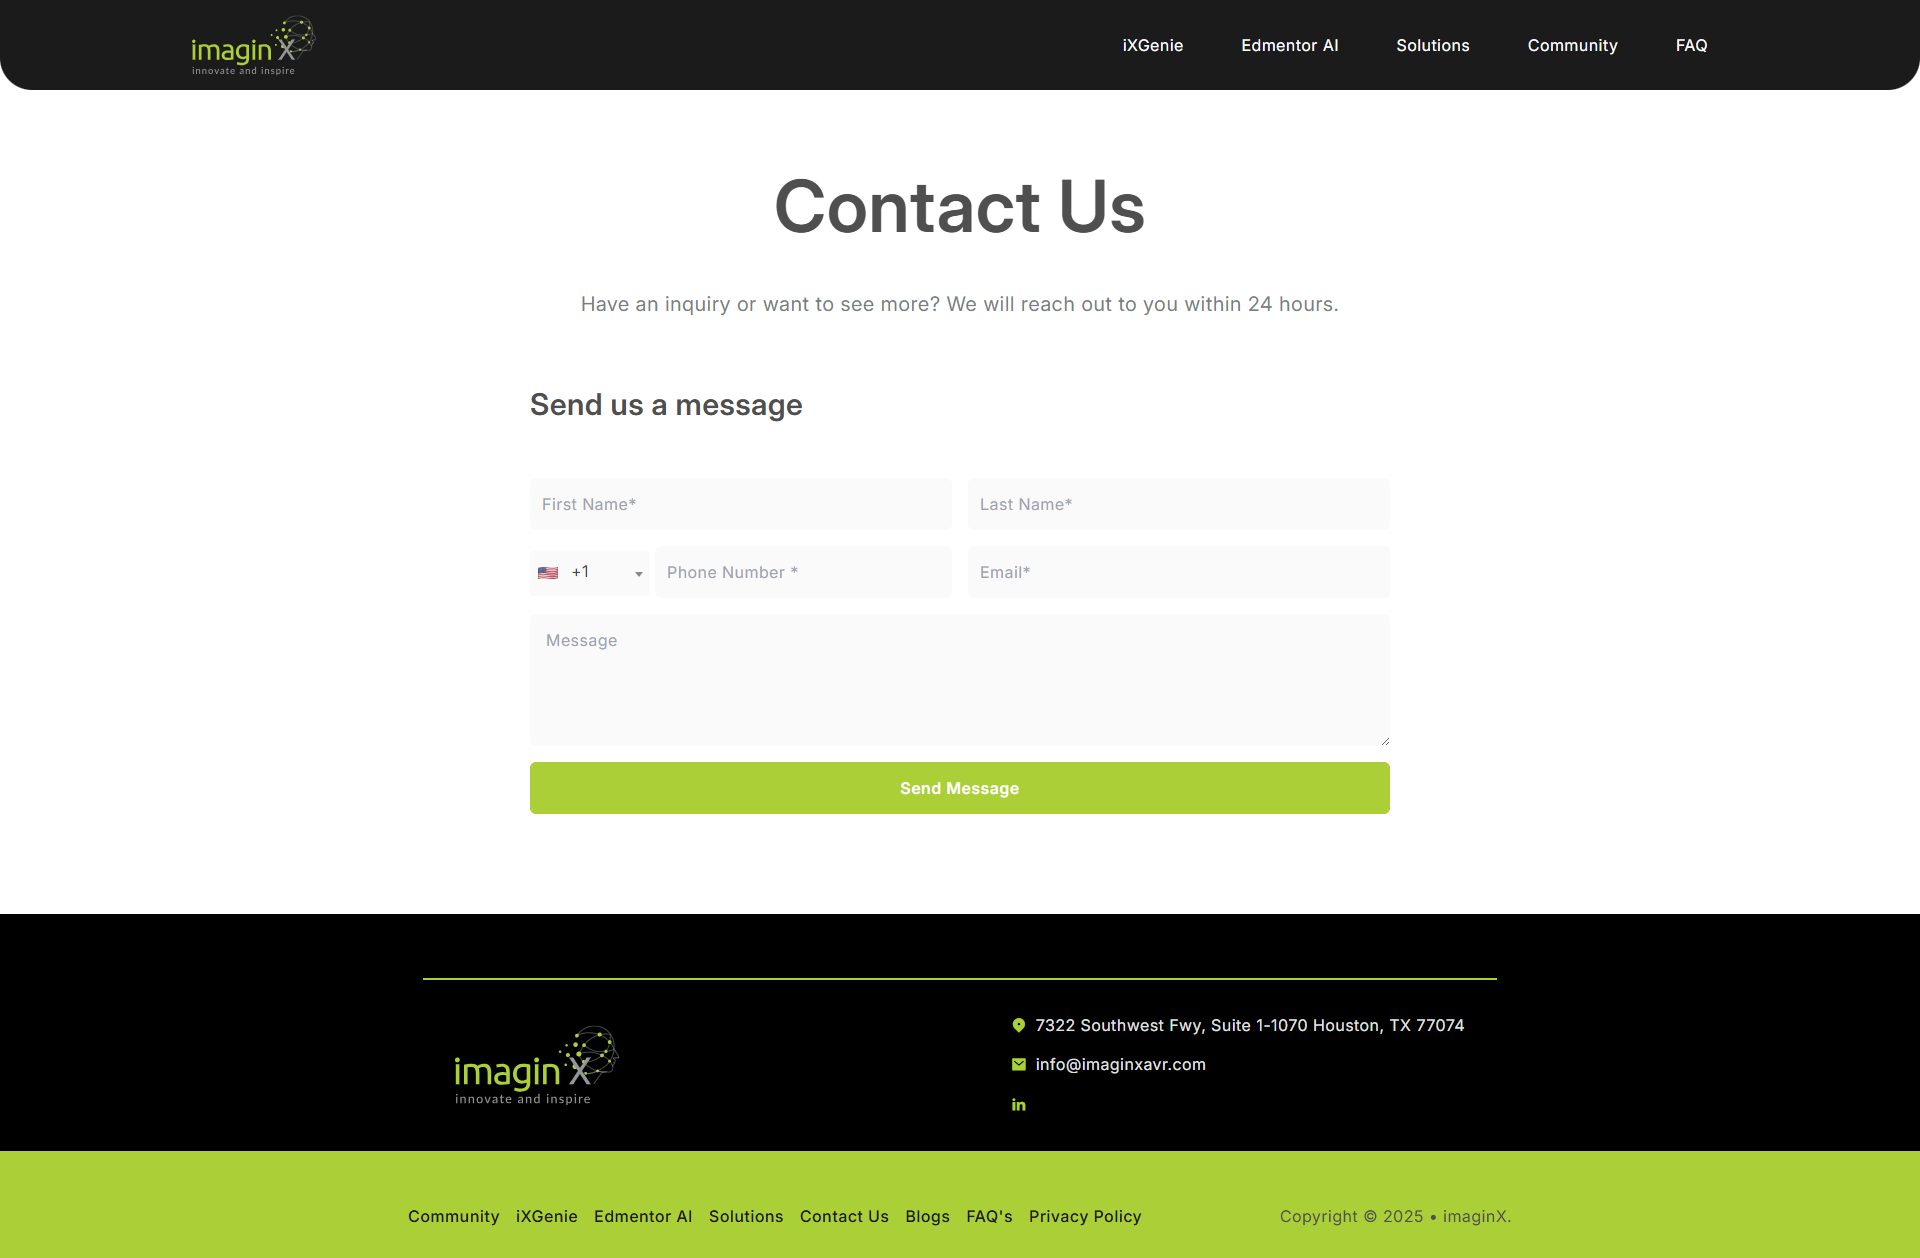 imaginX
innovate and inspire
iXGenie Edmentor AI Solutions Community FAQ
Contact Us
Have an inquiry or want to see more? We will reach out to you within 24 hours.
Send us a message
First Name* Last Name*
+1 Phone Number * Email*
Message
Send Message
7322 Southwest Fwy, Suite 1-1070 Houston, TX 77074
info@imaginxavr.com
in
imaginX
innovate and inspire
Community iXGenie Edmentor AI Solutions Contact Us Blogs FAQ's Privacy Policy Copyright © 2025 • imaginX.